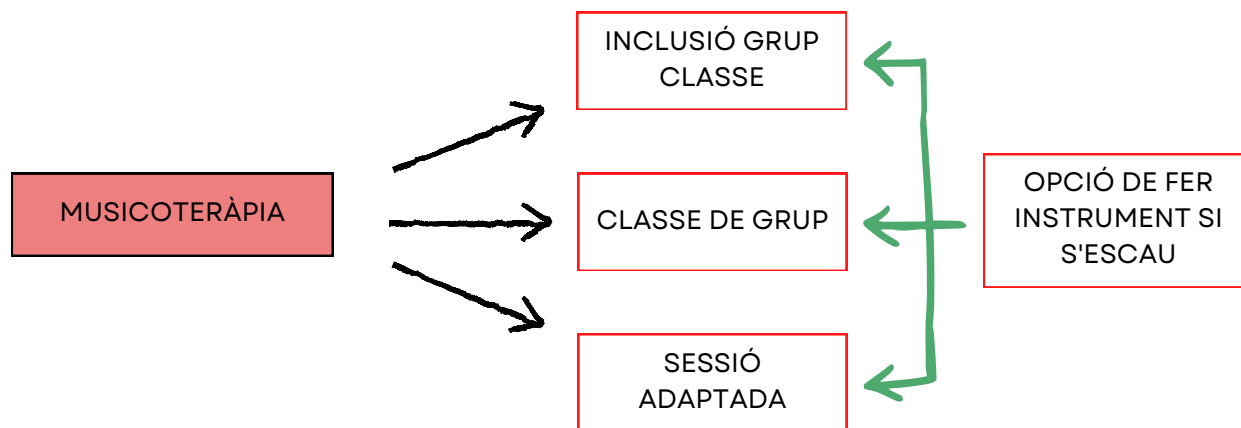 MUSICOTERÀPIA
INCLUSIÓ GRUP
CLASSE
CLASSE DE GRUP
SESSIÓ
ADAPTADA
OPCIÓ DE FER
INSTRUMENT SI
S'ESCAU